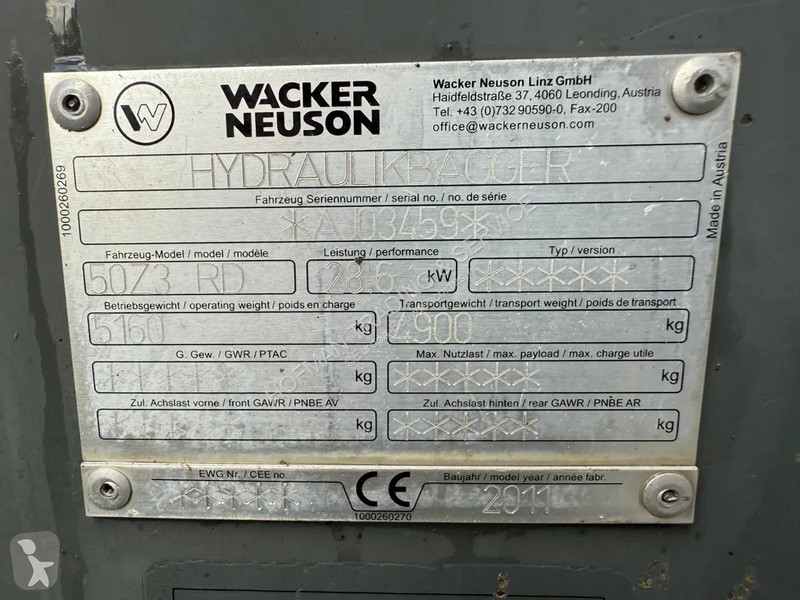 WACKER
NEUSON
Wacker Neuson Linz GmbH
Haidfeldstraße 37, 4060 Leonding, Austria
Tel. +43 (0)732 90590-0, Fax-200
office@wackerneuson.com
1000260269
HYDRAULIKBAGGER
Fahrzeug Seriennummer / serial no. / no. de série
*AJ03459*
Made in Austria
Fahrzeug-Model / model / modèle
50Z3 RD
Leistung / performance
28.6 kW
Typ / version
*****
Betriebsgewicht / operating weight / poids en charge
5160 kg
Transportgewicht / transport weight / poids de transport
4900 kg
G. Gew. / GWR / PTAC
***** kg
Max. Nutzlast / max. payload / max. charge utile
***** kg
Zul. Achslast vorne / front GAWR / PNBE AV
***** kg
Zul. Achslast hinten / rear GAWR / PNBE AR
***** kg
EWG Nr. / CEE no.
*****
CE
1000260270
Baujahr / model year / année fabr.
2011